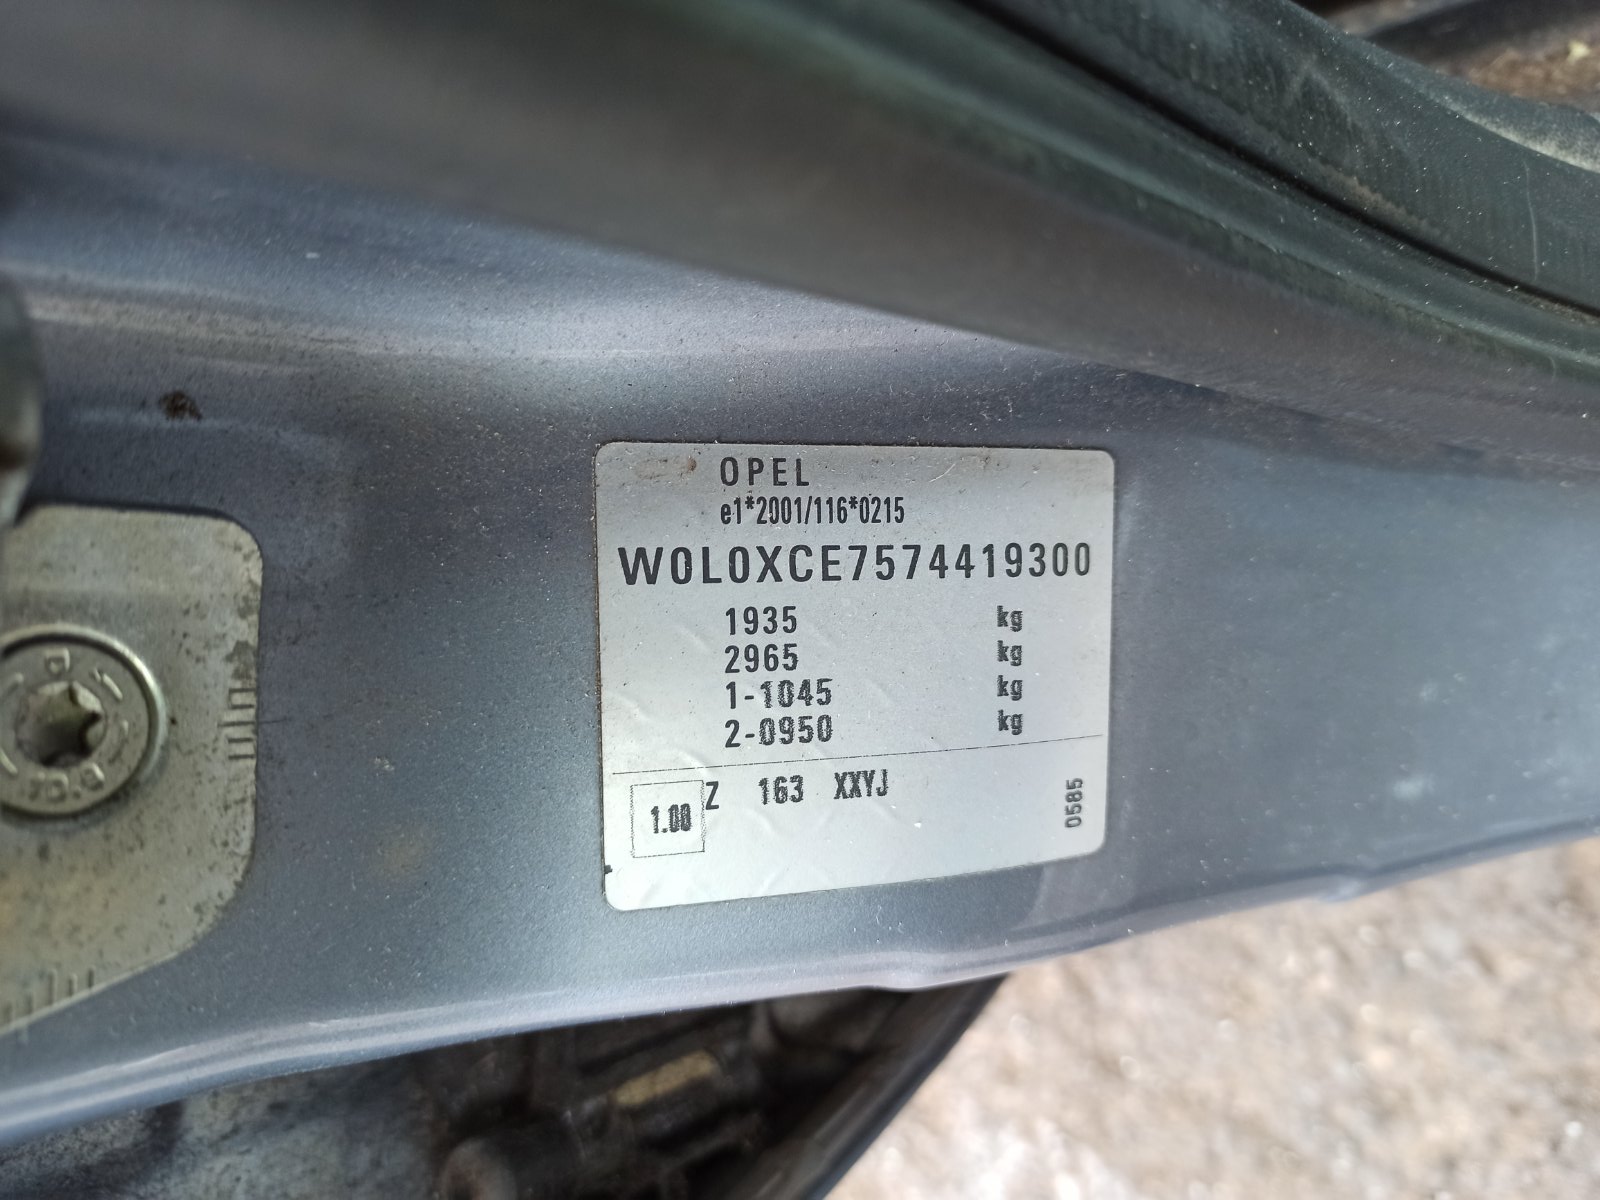 OPEL
e1*2001/116*0215
W0L0XCE7574419300
1935 kg
2965 kg
1-1045 kg
2-0950 kg
1.00 Z 163 XXYJ
0585